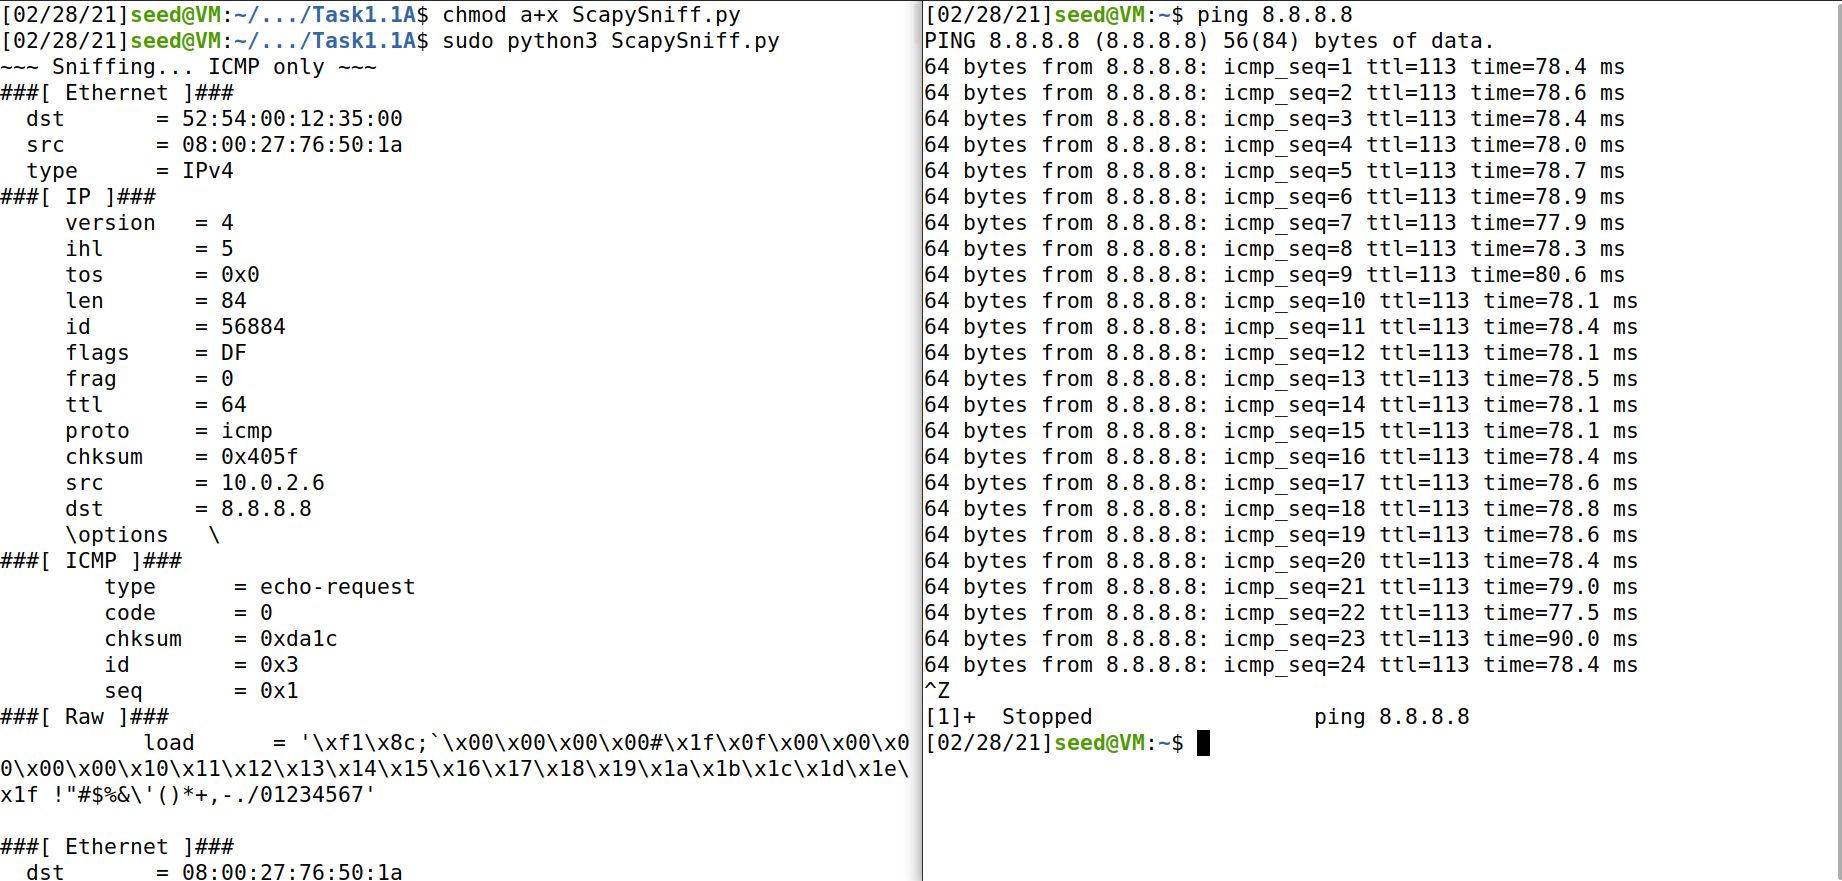 [02/28/21]seed@VM:~/.../Task1.1A$ chmod a+x ScapySniff.py
[02/28/21]seed@VM:~/.../Task1.1A$ sudo python3 ScapySniff.py
~~~ Sniffing... ICMP only ~~~
###[ Ethernet ]###
  dst       = 52:54:00:12:35:00
  src       = 08:00:27:76:50:1a
  type      = IPv4
###[ IP ]###
     version   = 4
     ihl       = 5
     tos       = 0x0
     len       = 84
     id        = 56884
     flags     = DF
     frag      = 0
     ttl       = 64
     proto     = icmp
     chksum    = 0x405f
     src       = 10.0.2.6
     dst       = 8.8.8.8
     \options   \
###[ ICMP ]###
        type      = echo-request
        code      = 0
        chksum    = 0xda1c
        id        = 0x3
        seq       = 0x1
###[ Raw ]###
           load      = '\xf1\x8c;`\x00\x00\x00\x00#\x1f\x0f\x00\x00\x0
0\x00\x00\x10\x11\x12\x13\x14\x15\x16\x17\x18\x19\x1a\x1b\x1c\x1d\x1e\
x1f !"#$%&\'()*+,-./01234567'
###[ Ethernet ]###
  dst       = 08:00:27:76:50:1a
[02/28/21]seed@VM:~$ ping 8.8.8.8
PING 8.8.8.8 (8.8.8.8) 56(84) bytes of data.
64 bytes from 8.8.8.8: icmp_seq=1 ttl=113 time=78.4 ms
64 bytes from 8.8.8.8: icmp_seq=2 ttl=113 time=78.6 ms
64 bytes from 8.8.8.8: icmp_seq=3 ttl=113 time=78.4 ms
64 bytes from 8.8.8.8: icmp_seq=4 ttl=113 time=78.0 ms
64 bytes from 8.8.8.8: icmp_seq=5 ttl=113 time=78.7 ms
64 bytes from 8.8.8.8: icmp_seq=6 ttl=113 time=78.9 ms
64 bytes from 8.8.8.8: icmp_seq=7 ttl=113 time=77.9 ms
64 bytes from 8.8.8.8: icmp_seq=8 ttl=113 time=78.3 ms
64 bytes from 8.8.8.8: icmp_seq=9 ttl=113 time=80.6 ms
64 bytes from 8.8.8.8: icmp_seq=10 ttl=113 time=78.1 ms
64 bytes from 8.8.8.8: icmp_seq=11 ttl=113 time=78.4 ms
64 bytes from 8.8.8.8: icmp_seq=12 ttl=113 time=78.1 ms
64 bytes from 8.8.8.8: icmp_seq=13 ttl=113 time=78.5 ms
64 bytes from 8.8.8.8: icmp_seq=14 ttl=113 time=78.1 ms
64 bytes from 8.8.8.8: icmp_seq=15 ttl=113 time=78.1 ms
64 bytes from 8.8.8.8: icmp_seq=16 ttl=113 time=78.4 ms
64 bytes from 8.8.8.8: icmp_seq=17 ttl=113 time=78.6 ms
64 bytes from 8.8.8.8: icmp_seq=18 ttl=113 time=78.8 ms
64 bytes from 8.8.8.8: icmp_seq=19 ttl=113 time=78.6 ms
64 bytes from 8.8.8.8: icmp_seq=20 ttl=113 time=78.4 ms
64 bytes from 8.8.8.8: icmp_seq=21 ttl=113 time=79.0 ms
64 bytes from 8.8.8.8: icmp_seq=22 ttl=113 time=77.5 ms
64 bytes from 8.8.8.8: icmp_seq=23 ttl=113 time=90.0 ms
64 bytes from 8.8.8.8: icmp_seq=24 ttl=113 time=78.4 ms
^Z
[1]+  Stopped                 ping 8.8.8.8
[02/28/21]seed@VM:~$